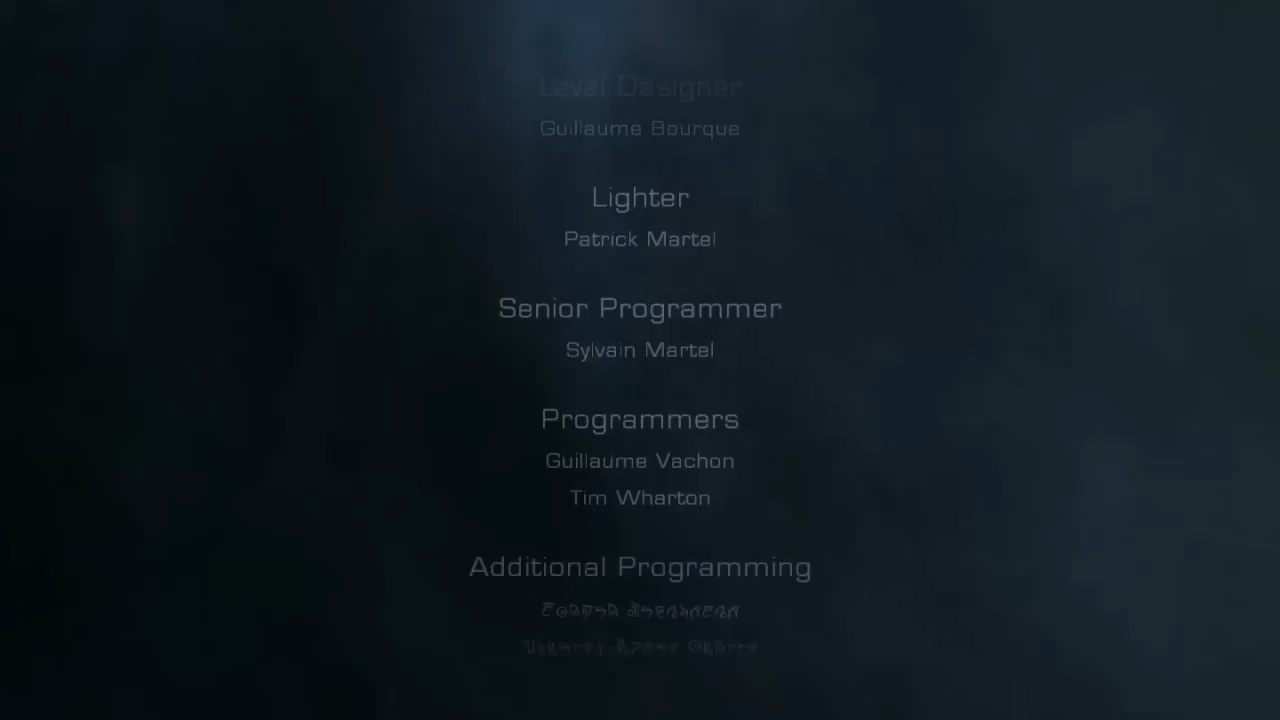 Level Designer
Guillaume Bourque
Lighter
Patrick Martel
Senior Programmer
Sylvain Martel
Programmers
Guillaume Vachon
Tim Wharton
Additional Programming